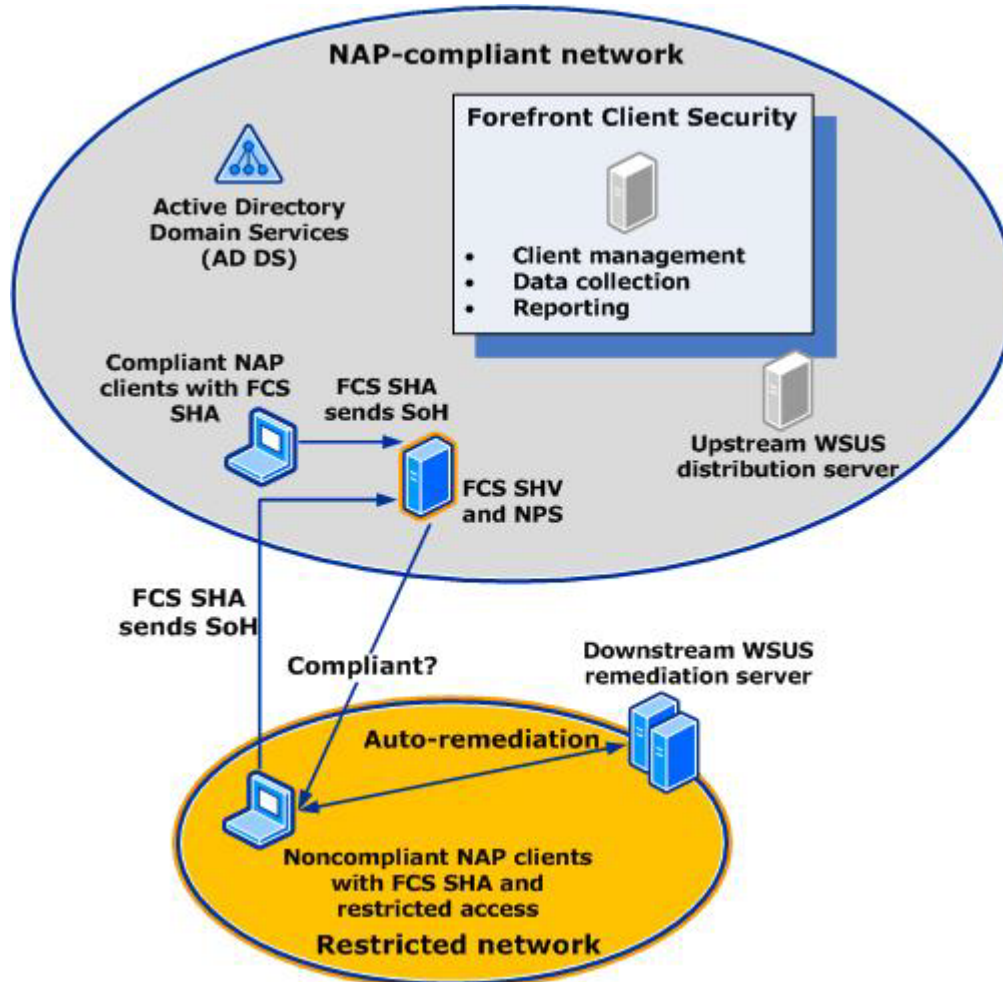 NAP-compliant network
Forefront Client Security
• Client management
• Data collection
• Reporting
Active Directory
Domain Services
(AD DS)
Compliant NAP
clients with FCS
SHA
FCS SHA
sends SoH
FCS SHV
and NPS
Upstream WSUS
distribution server
FCS SHA
sends SoH
Compliant?
Downstream WSUS
remediation server
Auto-remediation
Noncompliant NAP clients
with FCS SHA and
restricted access
Restricted network